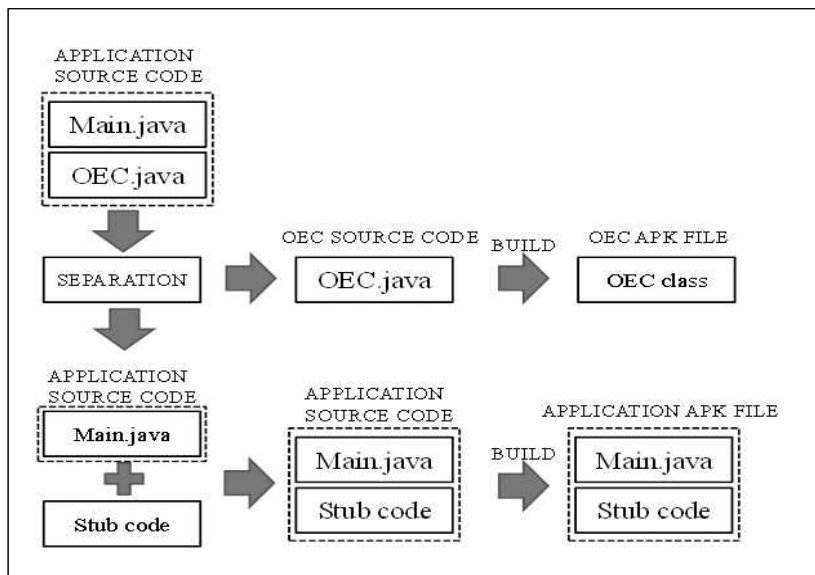 APPLICATION
SOURCE CODE
Main.java
OEC.java
SEPARATION
OEC SOURCE CODE
OEC.java
BUILD
OEC APK FILE
OEC class
APPLICATION
SOURCE CODE
Main.java
Stub code
APPLICATION
SOURCE CODE
Main.java
Stub code
BUILD
APPLICATION APK FILE
Main.java
Stub code